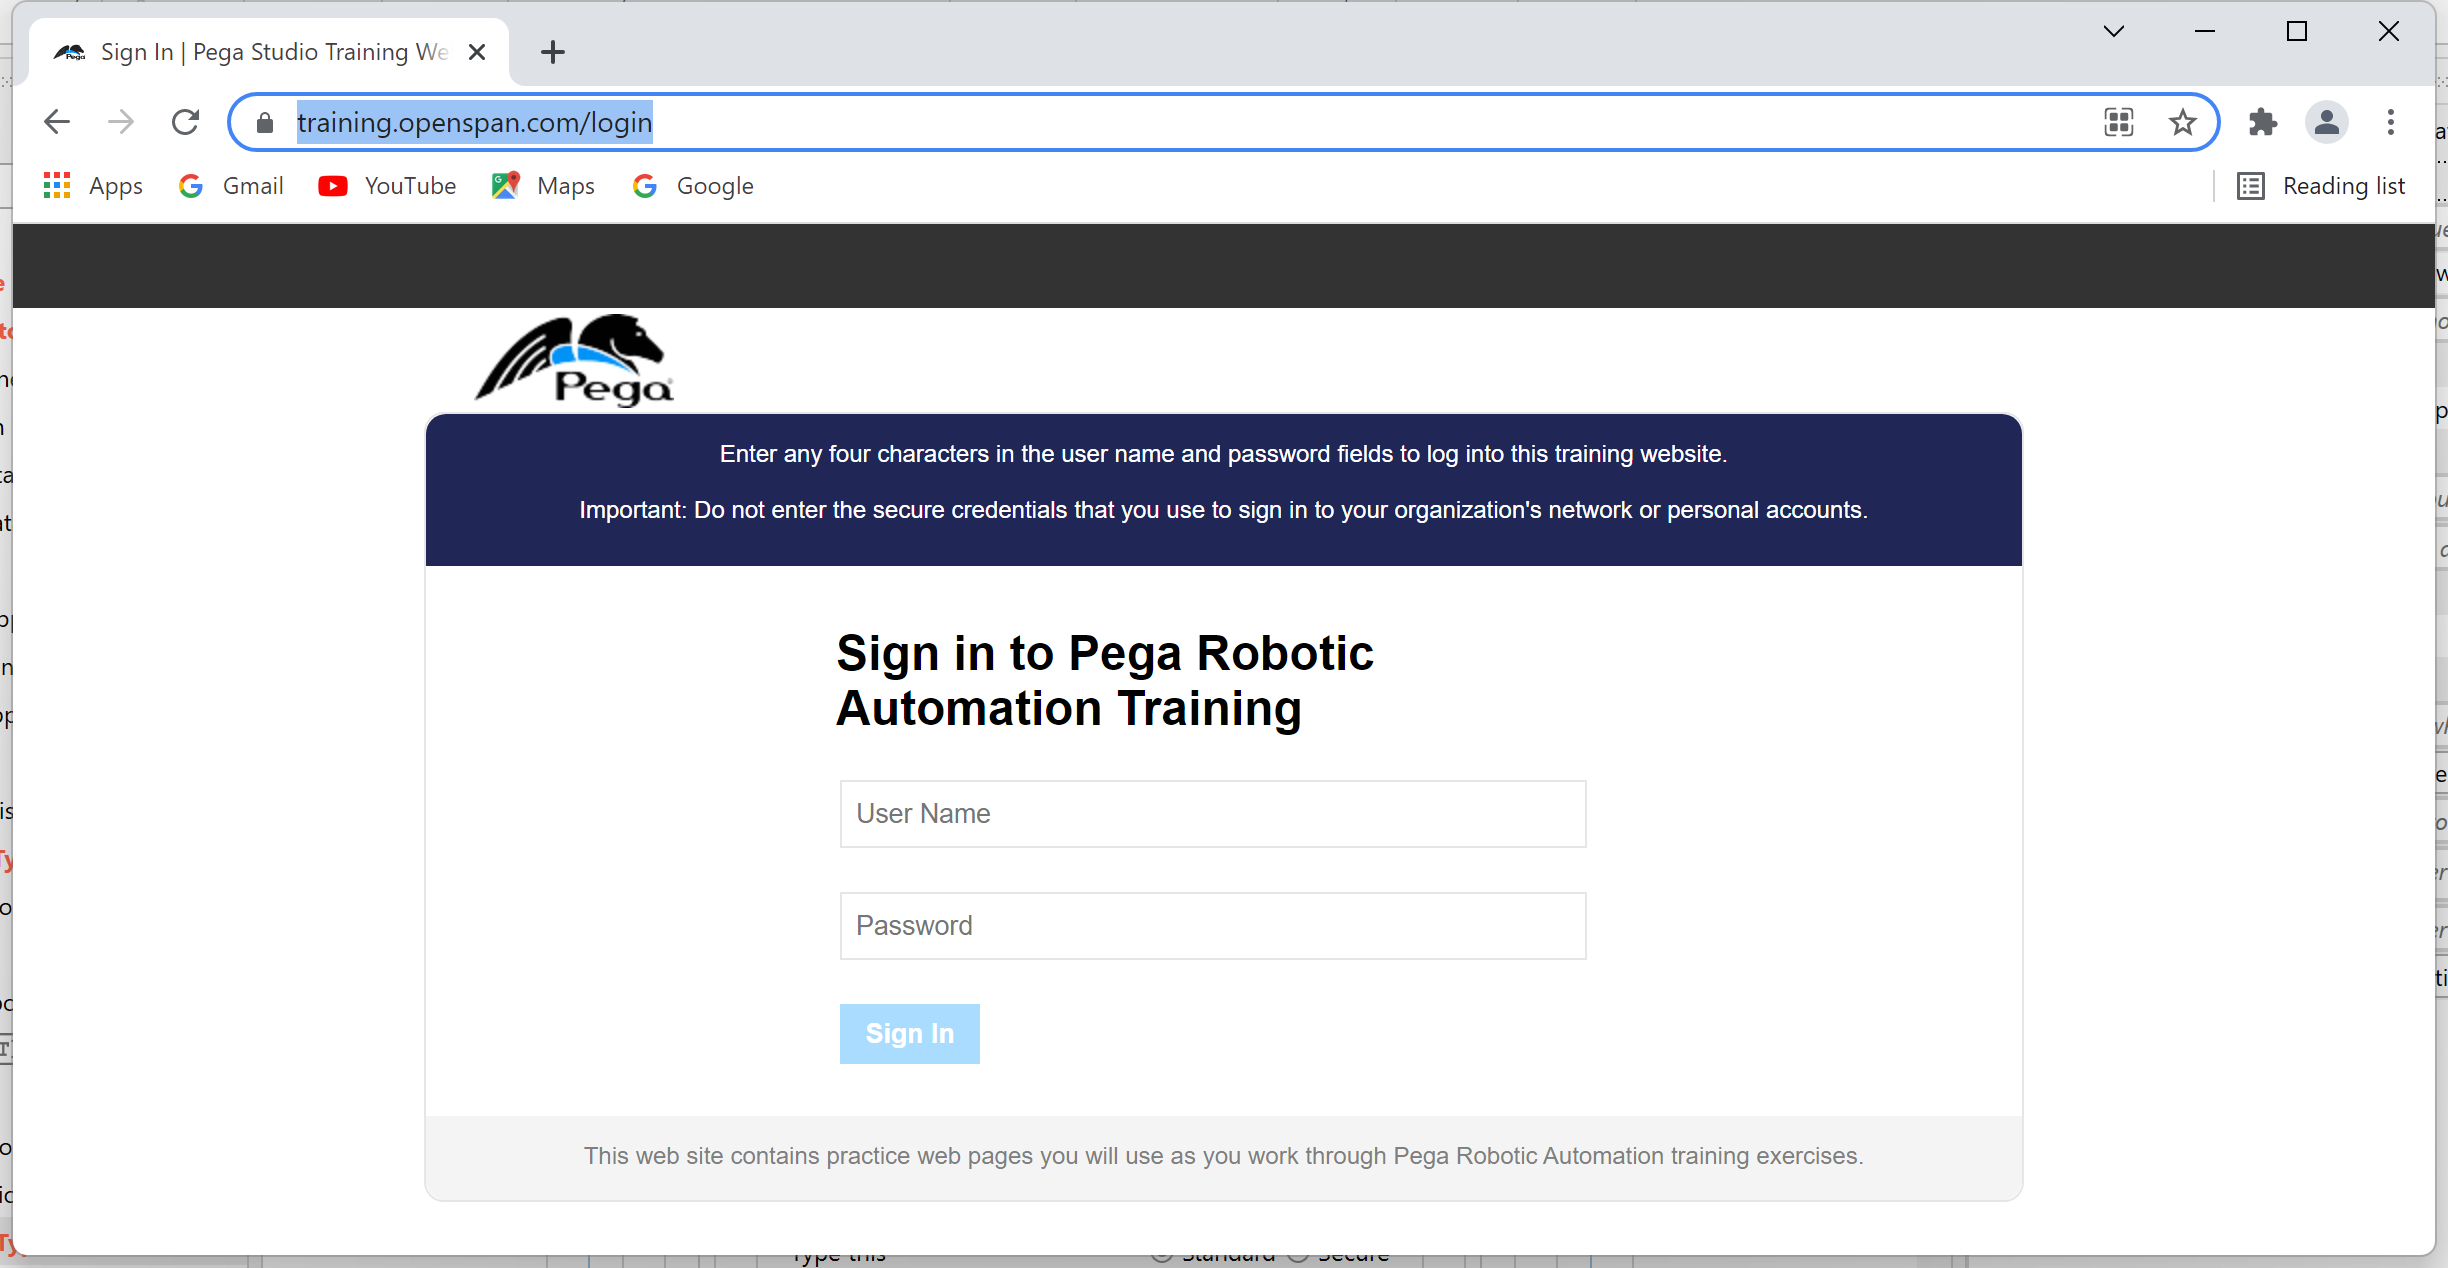 Sign In | Pega Studio Training We
training.openspan.com/login
Apps
Gmail
YouTube
Maps
Google
Reading list
Pega
Enter any four characters in the user name and password fields to log into this training website.
Important: Do not enter the secure credentials that you use to sign in to your organization's network or personal accounts.
Sign in to Pega Robotic
Automation Training
User Name
Password
Sign In
This web site contains practice web pages you will use as you work through Pega Robotic Automation training exercises.
Type this
Standard
Secure